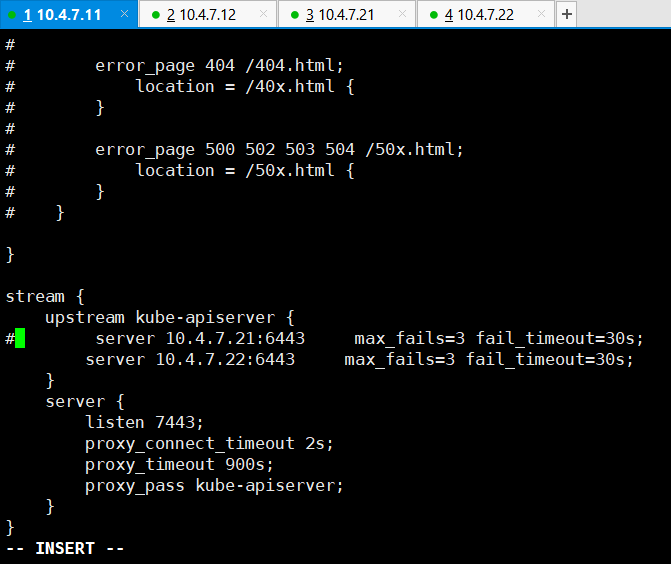 1 10.4.7.11 × 2 10.4.7.12 × 3 10.4.7.21 × 4 10.4.7.22 × +
#
#        error_page 404 /404.html;
#            location = /40x.html {
#        }
#
#        error_page 500 502 503 504 /50x.html;
#            location = /50x.html {
#        }
#    }

}

stream {
    upstream kube-apiserver {
#        server 10.4.7.21:6443     max_fails=3 fail_timeout=30s;
        server 10.4.7.22:6443     max_fails=3 fail_timeout=30s;
    }
    server {
        listen 7443;
        proxy_connect_timeout 2s;
        proxy_timeout 900s;
        proxy_pass kube-apiserver;
    }
}
-- INSERT --